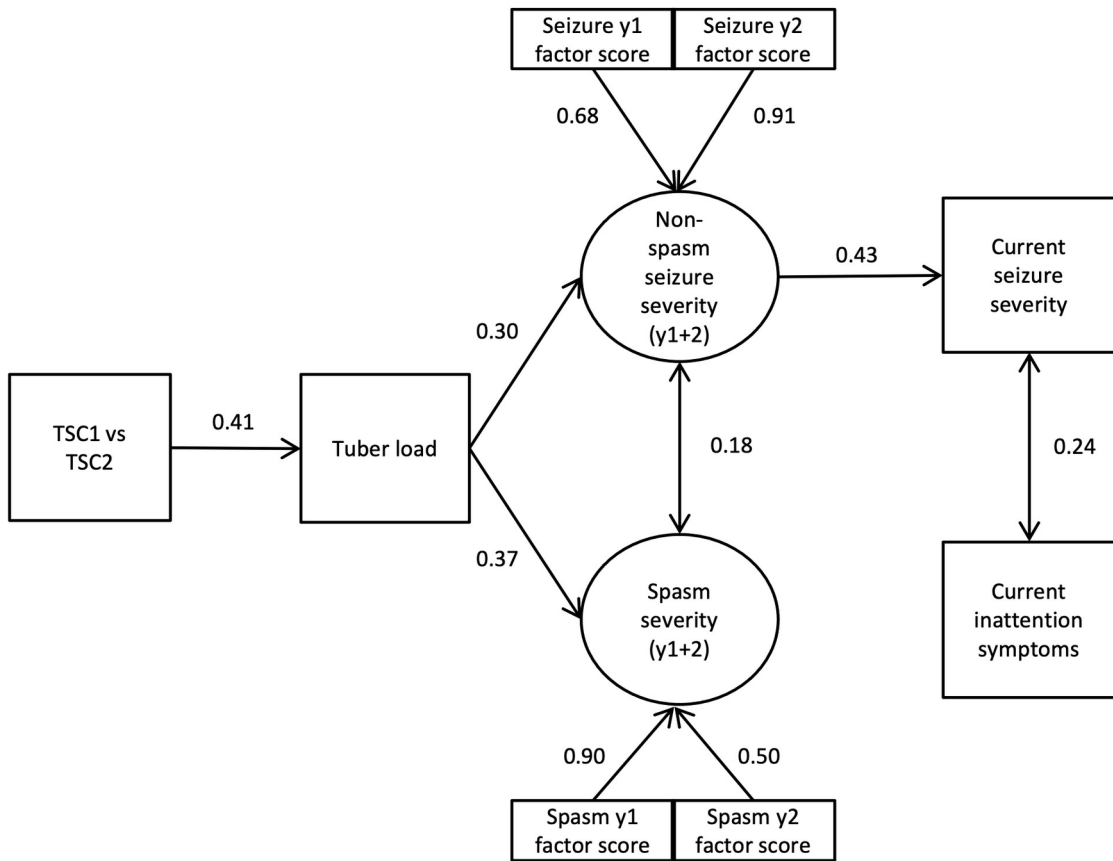 Seizure y1
factor score
Seizure y2
factor score
0.68
0.91
Non-
spasm
seizure
severity
(y1+2)
0.43
Current
seizure
severity
0.30
TSC1 vs
TSC2
0.41
Tuber load
0.18
0.24
0.37
Spasm
severity
(y1+2)
Current
inattention
symptoms
0.90
0.50
Spasm y1
factor score
Spasm y2
factor score